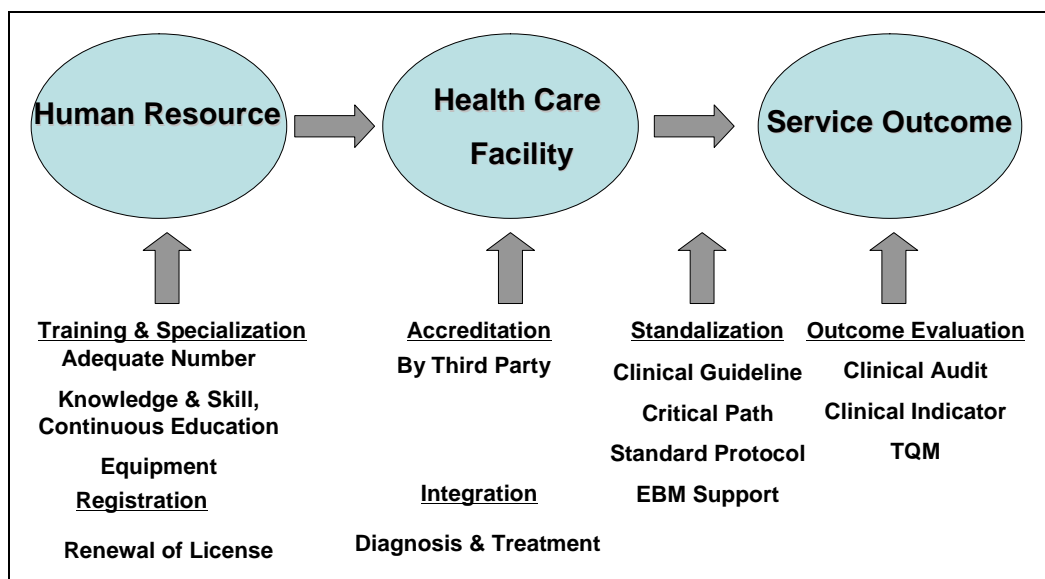 Human Resource
Health Care
Facility
Service Outcome
Training & Specialization
Adequate Number
Knowledge & Skill,
Continuous Education
Equipment
Registration
Renewal of License
Accreditation
By Third Party
Integration
Diagnosis & Treatment
Standalization
Clinical Guideline
Critical Path
Standard Protocol
EBM Support
Outcome Evaluation
Clinical Audit
Clinical Indicator
TQM